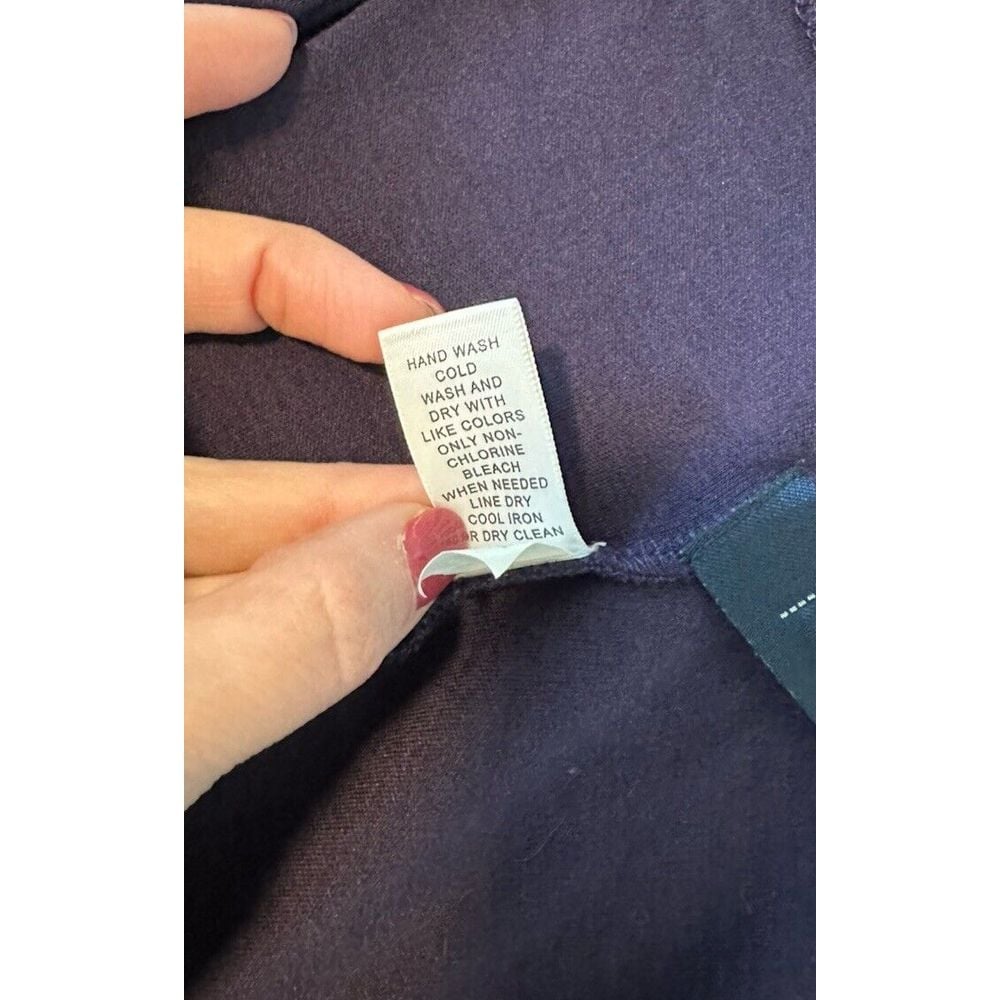 HAND WASH
COLD
WASH AND
DRY WITH
LIKE COLORS
ONLY NON-
CHLORINE
BLEACH
WHEN NEEDED
LINE DRY
COOL IRON
OR DRY CLEAN